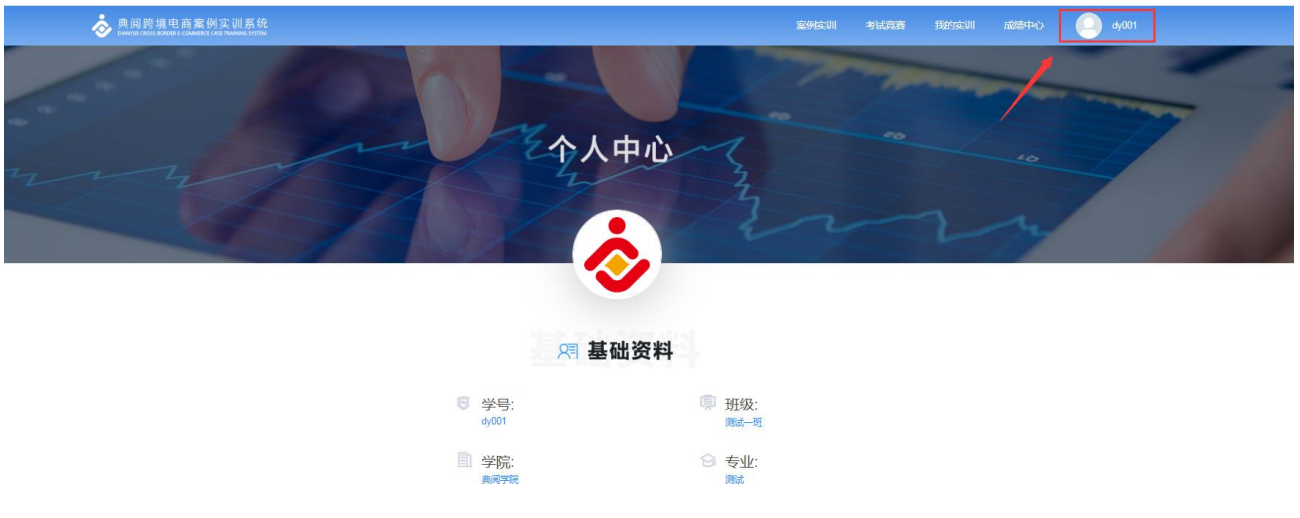 典阅跨境电商案例实训系统
DIANYUE CROSS BORDER E-COMMERCE CASE TRAINING SYSTEM
案例实训 考试竞赛 我的实训 成绩中心 dy001
个人中心
基础资料
学号: 班级:
dy001 测试一班
学院: 专业:
典阅学院 测试